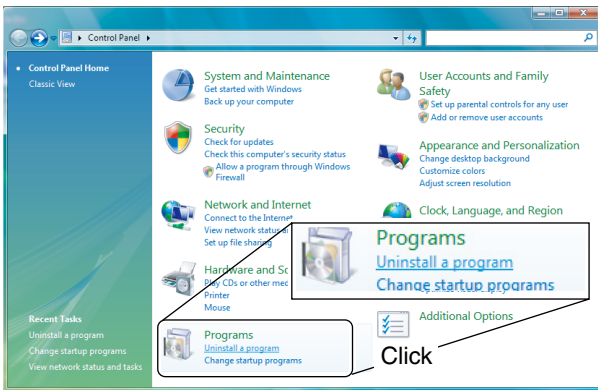 Control Panel
Control Panel Home
Classic View
System and Maintenance
Get started with Windows
Back up your computer
Security
Check for updates
Check this computer's security status
Allow a program through Windows
Firewall
Network and Internet
Connect to the Internet
View network status a
Set up file sharing
Hardware and So
Play CDs or other med
Printer
Mouse
Programs
Uninstall a program
Change startup programs
User Accounts and Family
Safety
Set up parental controls for any user
Add or remove user accounts
Appearance and Personalization
Change desktop background
Customize colors
Adjust screen resolution
Clock, Language, and Region
Programs
Uninstall a program
Change startup programs
Additional Options
Click
Recent Tasks
Uninstall a program
Change startup programs
View network status and tasks